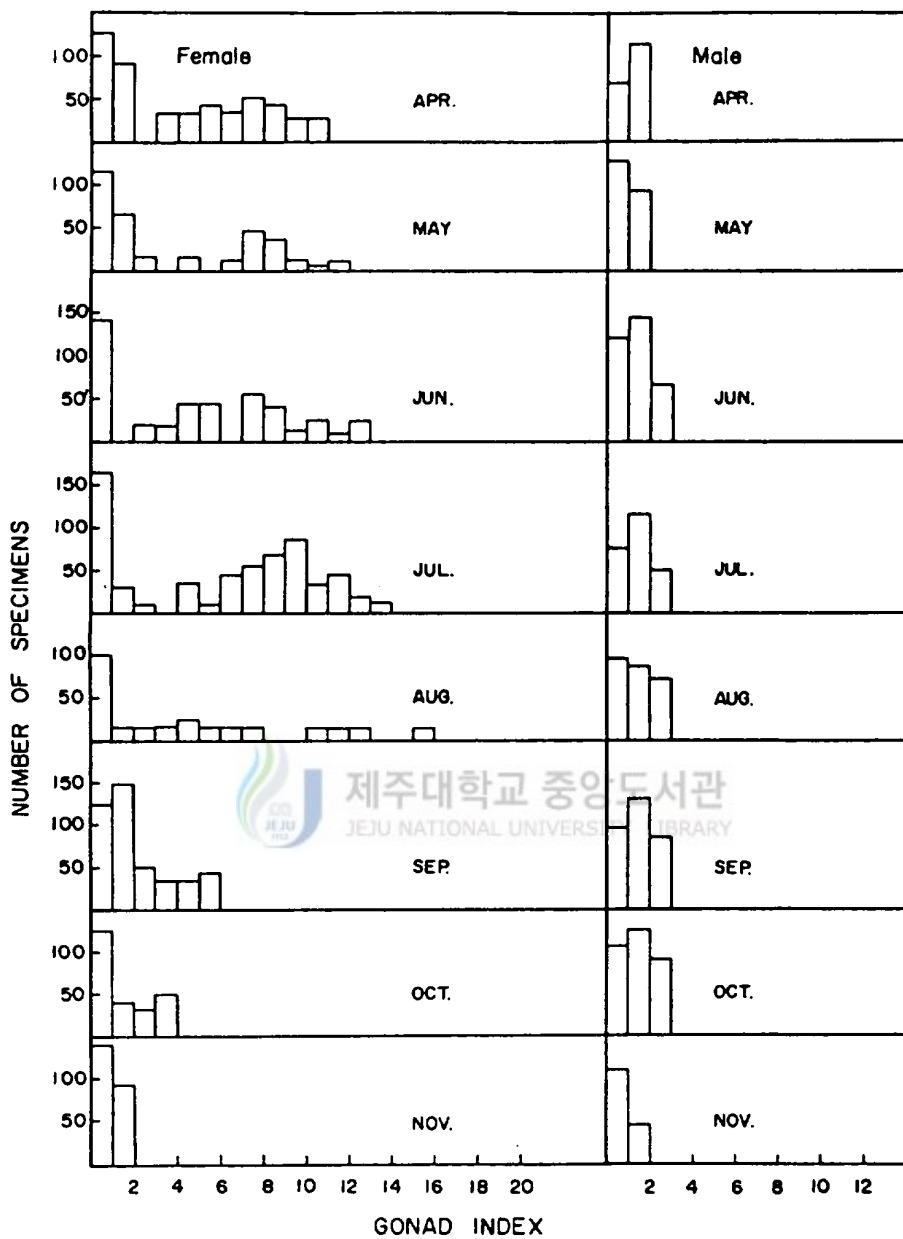 Female
Male
100
50
APR.
APR.
100
50
MAY
MAY
150
100
50
JUN.
JUN.
150
100
50
JUL.
JUL.
100
50
AUG.
AUG.
150
100
50
SEP.
SEP.
100
50
OCT.
OCT.
100
50
NOV.
NOV.
2 4 6 8 10 12 14 16 18 20
2 4 6 8 10 12
NUMBER OF SPECIMENS
GONAD INDEX
JEJU
1952
제주대학교 중앙도서관
JEJU NATIONAL UNIVERSITY LIBRARY